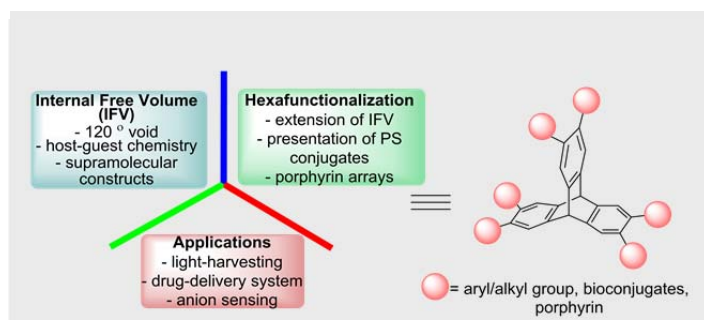 Internal Free Volume
(IFV)
- 120 º void
- host-guest chemistry
- supramolecular
constructs
Hexafunctionalization
- extension of IFV
- presentation of PS
conjugates
- porphyrin arrays
Applications
- light-harvesting
- drug-delivery system
- anion sensing
= aryl/alkyl group, bioconjugates,
porphyrin